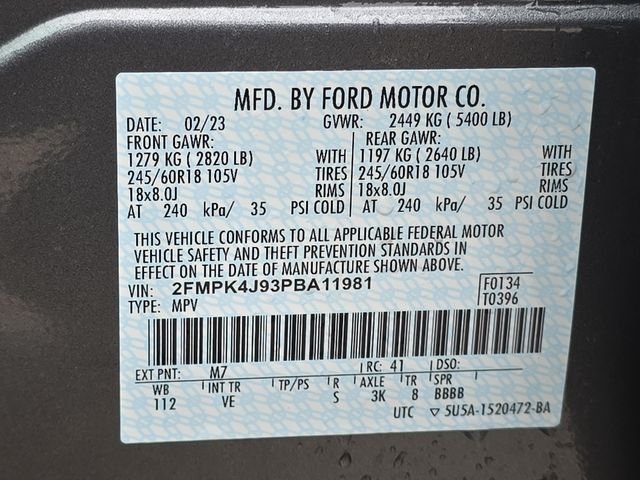 MFD. BY FORD MOTOR CO.
DATE: 02/23 GVWR: 2449 KG ( 5400 LB)
FRONT GAWR: REAR GAWR:
1279 KG ( 2820 LB) WITH 1197 KG ( 2640 LB) WITH
245/60R18 105V TIRES 245/60R18 105V TIRES
18x8.0J RIMS 18x8.0J RIMS
AT 240 kPa/ 35 PSI COLD AT 240 kPa/ 35 PSI COLD
THIS VEHICLE CONFORMS TO ALL APPLICABLE FEDERAL MOTOR
VEHICLE SAFETY AND THEFT PREVENTION STANDARDS IN
EFFECT ON THE DATE OF MANUFACTURE SHOWN ABOVE.
VIN: 2FMPK4J93PBA11981 F0134
TYPE: MPV T0396
EXT PNT: M7 RC: 41 DSO:
WB INT TR TP/PS R AXLE TR SPR
112 VE S 3K 8 BBBB
UTC ▽ 5U5A-1520472-BA